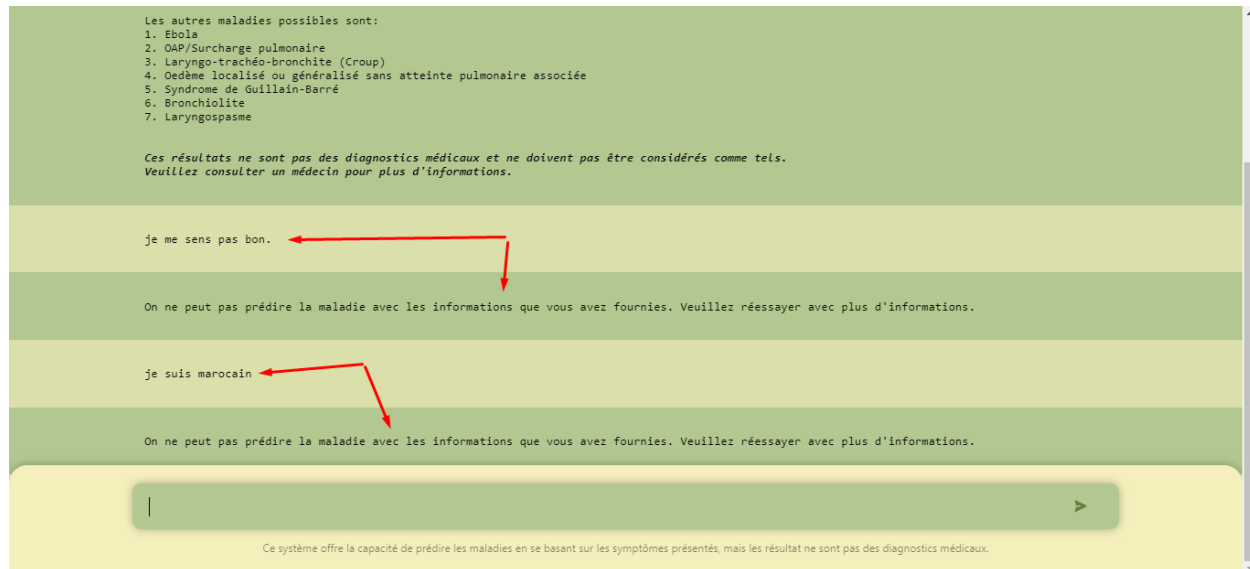 Les autres maladies possibles sont:
1. Ebola
2. OAP/Surcharge pulmonaire
3. Laryngo-trachéo-bronchite (Croup)
4. Oedème localisé ou généralisé sans atteinte pulmonaire associée
5. Syndrome de Guillain-Barré
6. Bronchiolite
7. Laryngospasme
Ces résultats ne sont pas des diagnostics médicaux et ne doivent pas être considérés comme tels.
Veuillez consulter un médecin pour plus d'informations.
je me sens pas bon.
On ne peut pas prédire la maladie avec les informations que vous avez fournies. Veuillez réessayer avec plus d'informations.
je suis marocain
On ne peut pas prédire la maladie avec les informations que vous avez fournies. Veuillez réessayer avec plus d'informations.
Ce système offre la capacité de prédire les maladies en se basant sur les symptômes présentés, mais les résultat ne sont pas des diagnostics médicaux.